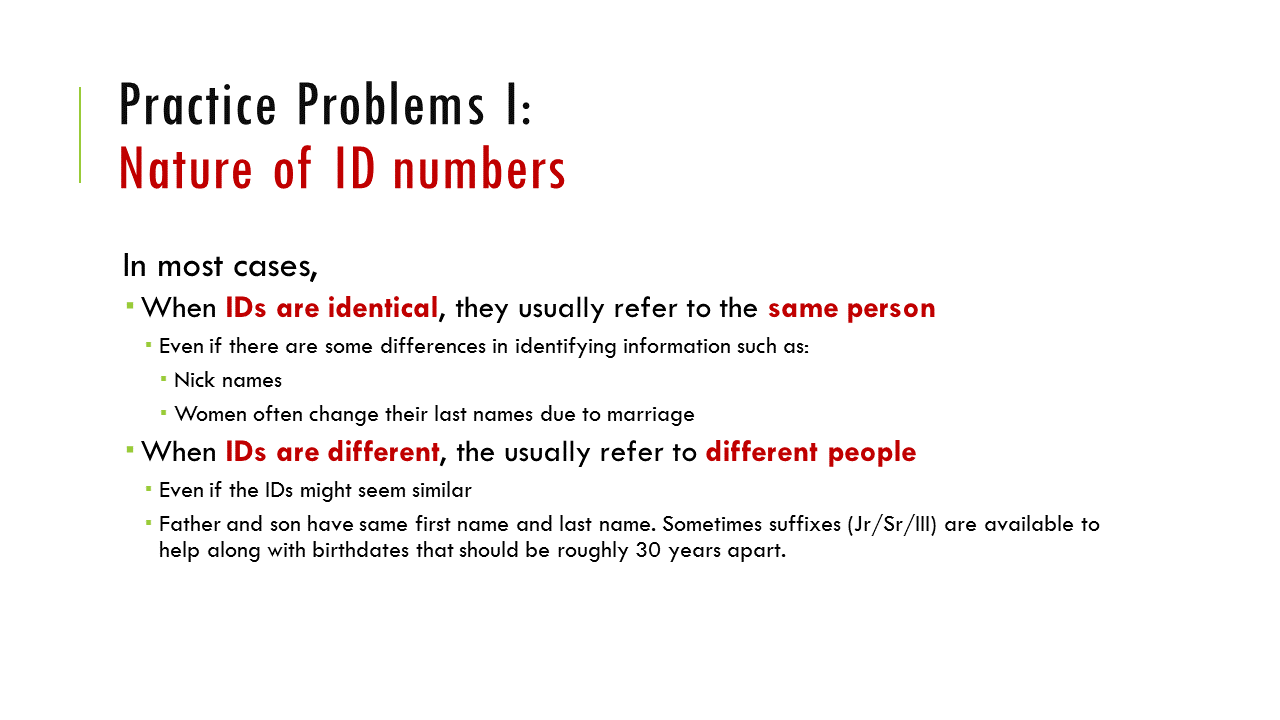 Practice Problems I:
Nature of ID numbers
In most cases,
▪ When IDs are identical, they usually refer to the same person
▪ Even if there are some differences in identifying information such as:
▪ Nick names
▪ Women often change their last names due to marriage
▪ When IDs are different, the usually refer to different people
▪ Even if the IDs might seem similar
▪ Father and son have same first name and last name. Sometimes suffixes (Jr/Sr/III) are available to
help along with birthdates that should be roughly 30 years apart.